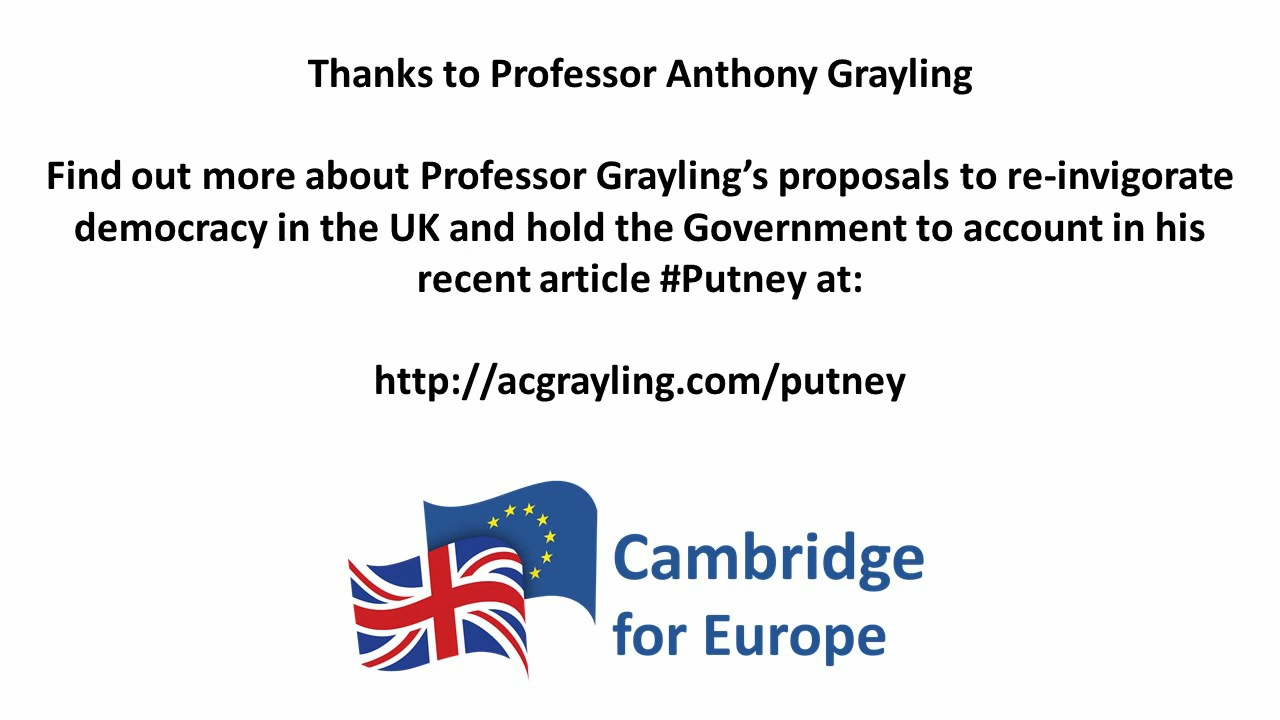 Thanks to Professor Anthony Grayling
Find out more about Professor Grayling’s proposals to re-invigorate
democracy in the UK and hold the Government to account in his
recent article #Putney at:
http://acgrayling.com/putney
Cambridge
for Europe